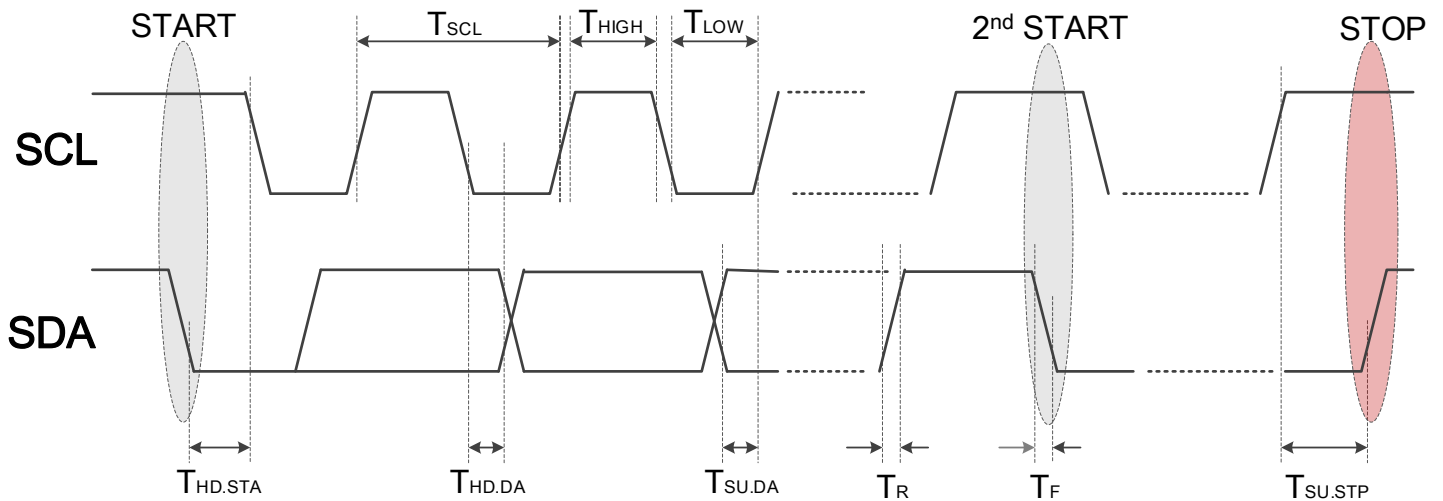 START
TSCL
THIGH
TLOW
2nd START
STOP
SCL
SDA
THD.STA
THD.DA
TSU.DA
TR
TF
TSU.STP